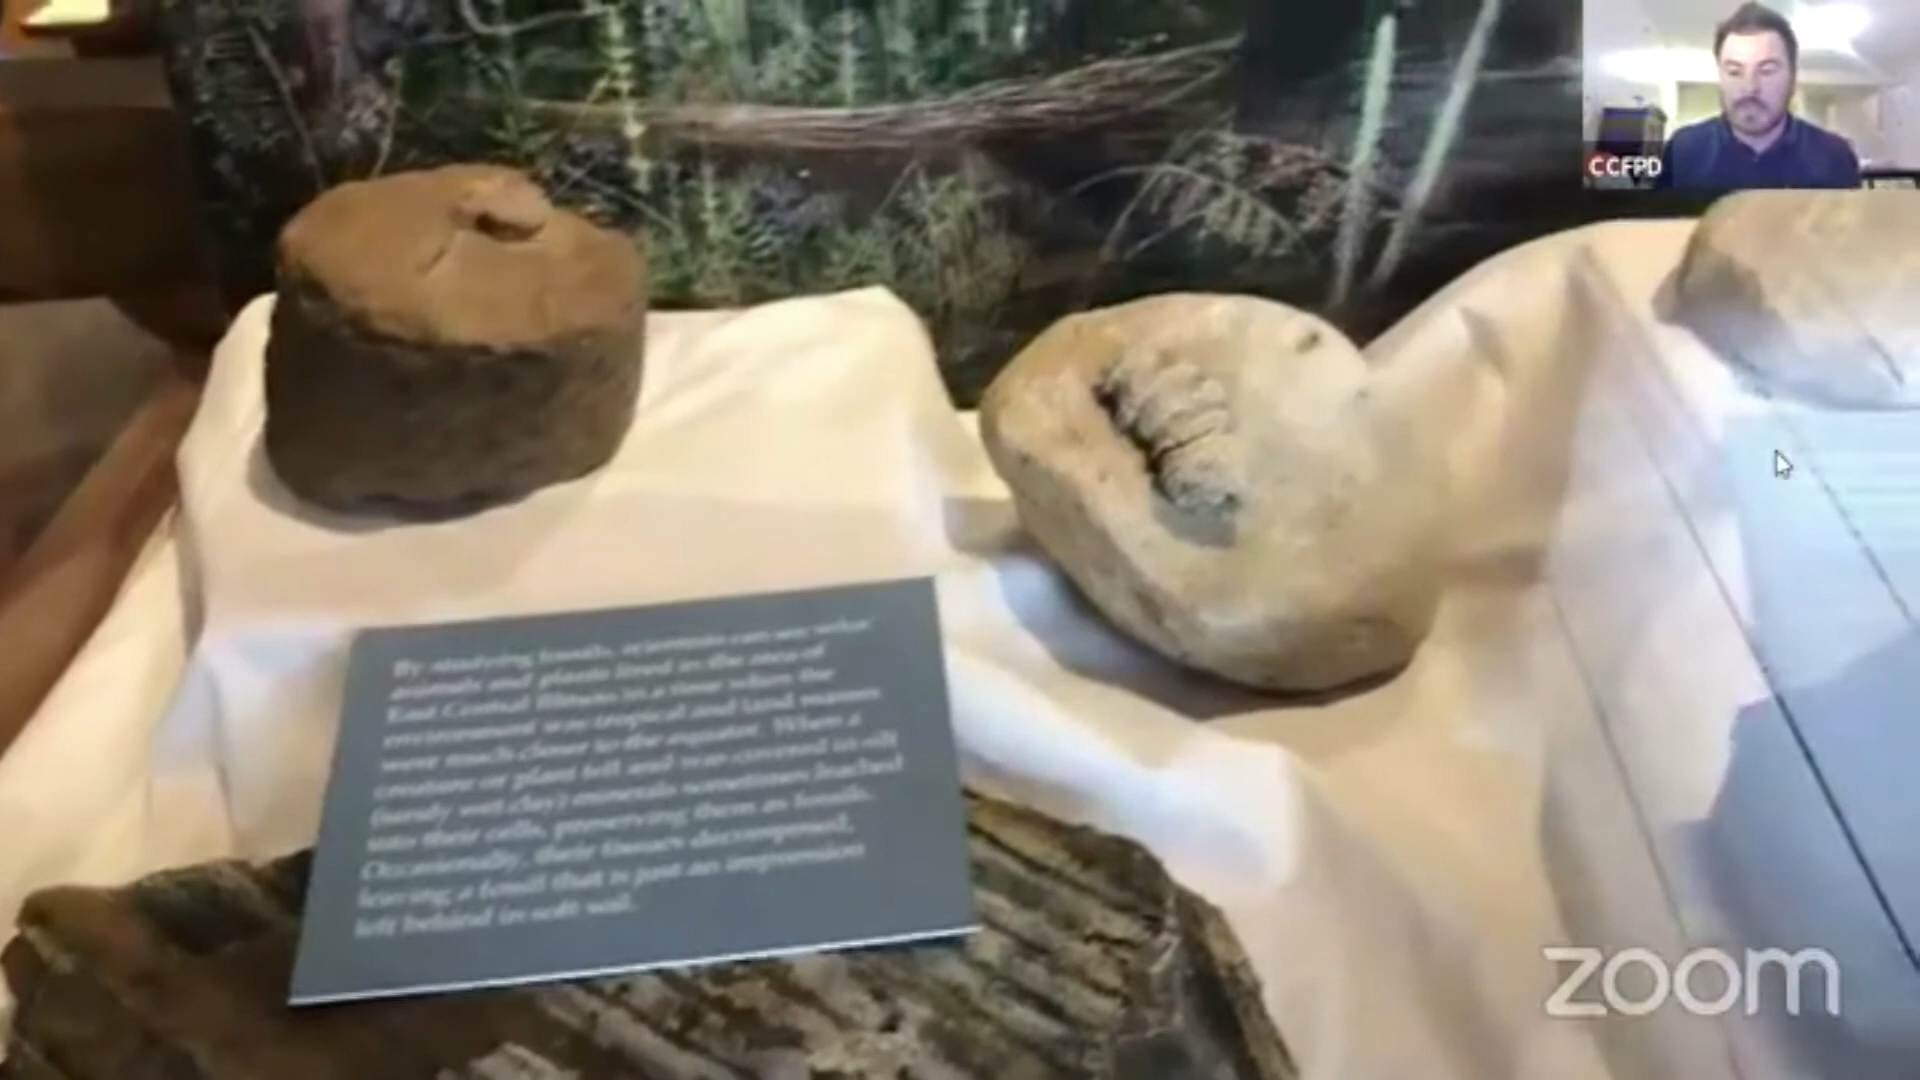 CCFPD
By studying fossils, scientists can see what
animals and plants lived in the area of
East Central Illinois in a time when the
environment was tropical and land masses
were much closer to the equator. When a
creature or plant fell and was covered in silt
(sandy wet clay) minerals sometimes leached
into their cells, preserving them as fossils.
Occasionally, their tissues decomposed,
leaving a fossil that is just an impression
left behind in soft soil.
zoom